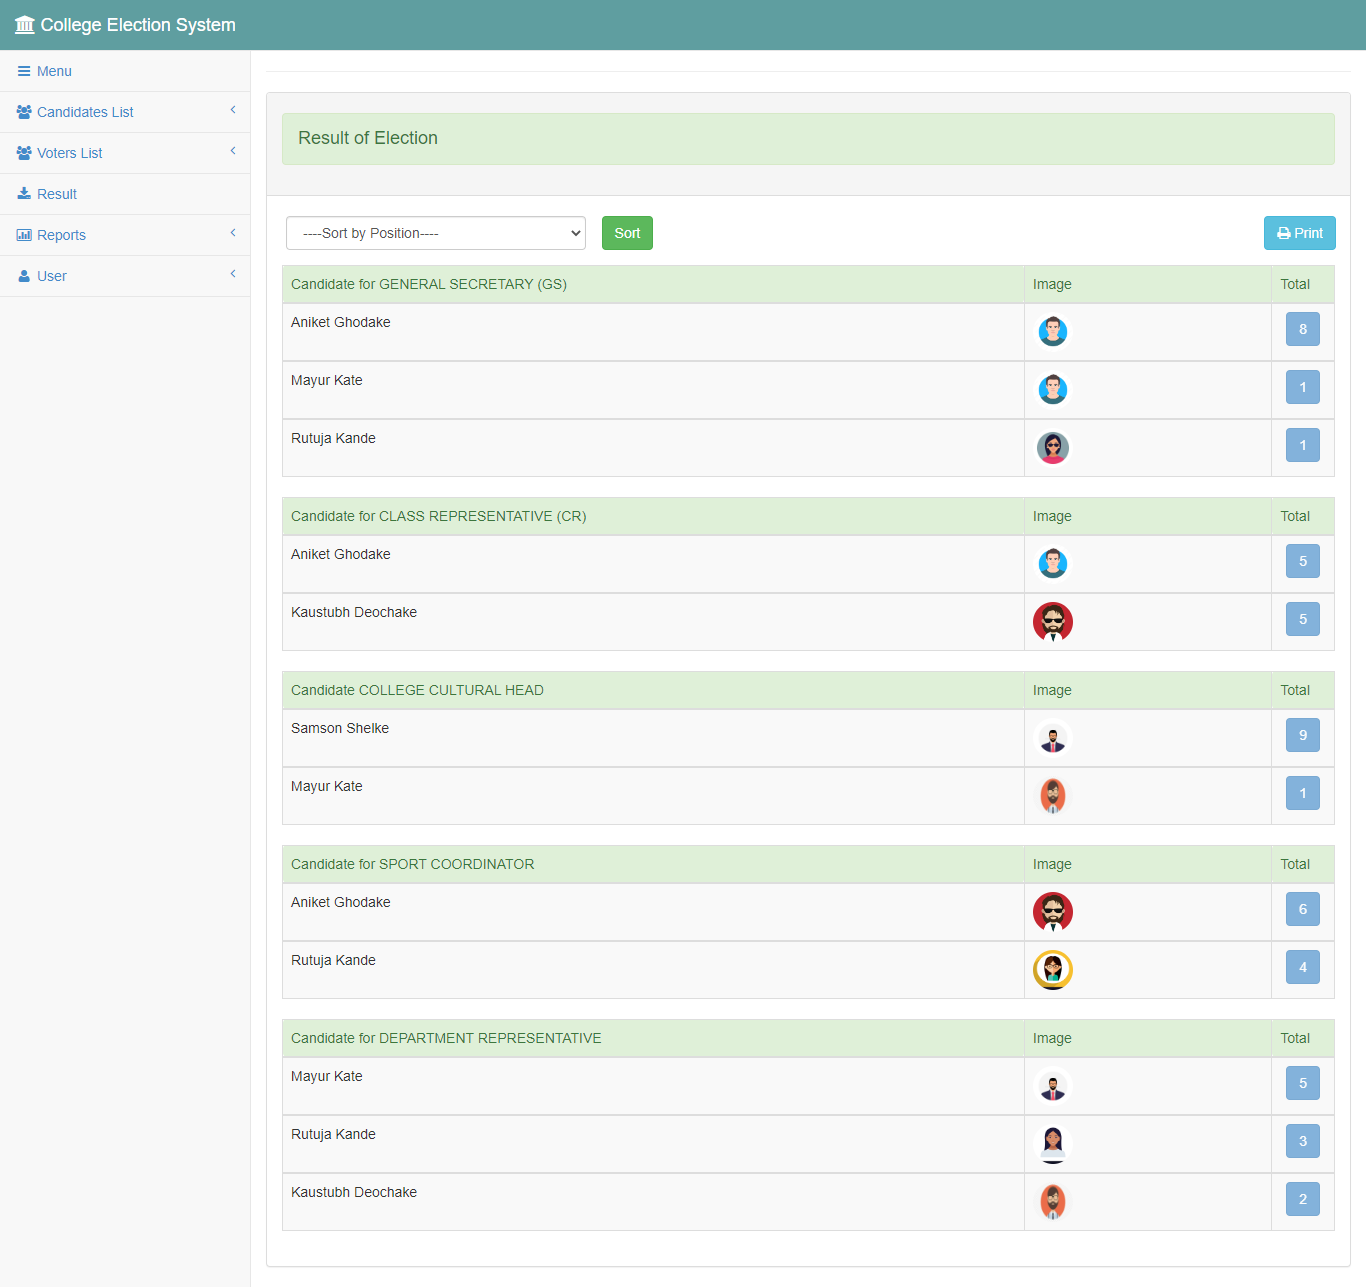 College Election System
Menu
Candidates List
Voters List
Result
Reports
User
Result of Election
----Sort by Position---- Sort Print
Candidate for GENERAL SECRETARY (GS) Image Total
Aniket Ghodake 8
Mayur Kate 1
Rutuja Kande 1
Candidate for CLASS REPRESENTATIVE (CR) Image Total
Aniket Ghodake 5
Kaustubh Deochake 5
Candidate COLLEGE CULTURAL HEAD Image Total
Samson Shelke 9
Mayur Kate 1
Candidate for SPORT COORDINATOR Image Total
Aniket Ghodake 6
Rutuja Kande 4
Candidate for DEPARTMENT REPRESENTATIVE Image Total
Mayur Kate 5
Rutuja Kande 3
Kaustubh Deochake 2